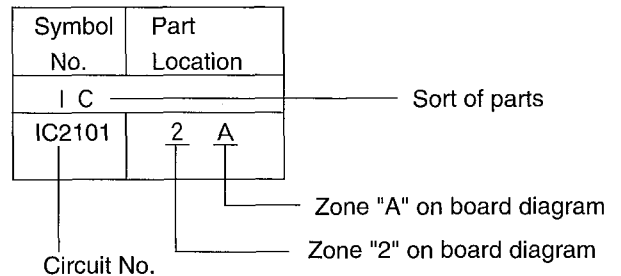 Symbol Part
No. Location
I C Sort of parts
IC2101 2 A
Zone "A" on board diagram
Zone "2" on board diagram
Circuit No.